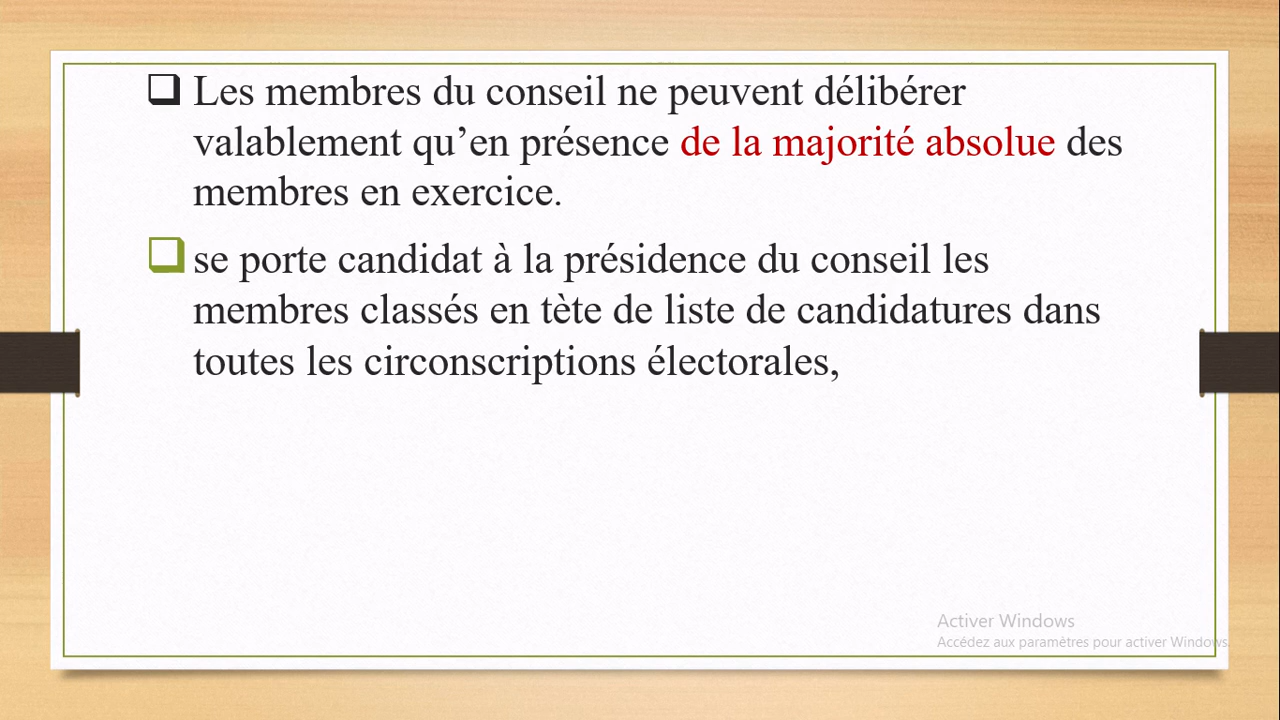 Les membres du conseil ne peuvent délibérer
valablement qu’en présence de la majorité absolue des
membres en exercice.
se porte candidat à la présidence du conseil les
membres classés en tète de liste de candidatures dans
toutes les circonscriptions électorales,
Activer Windows
Accédez aux paramètres pour activer Windows.